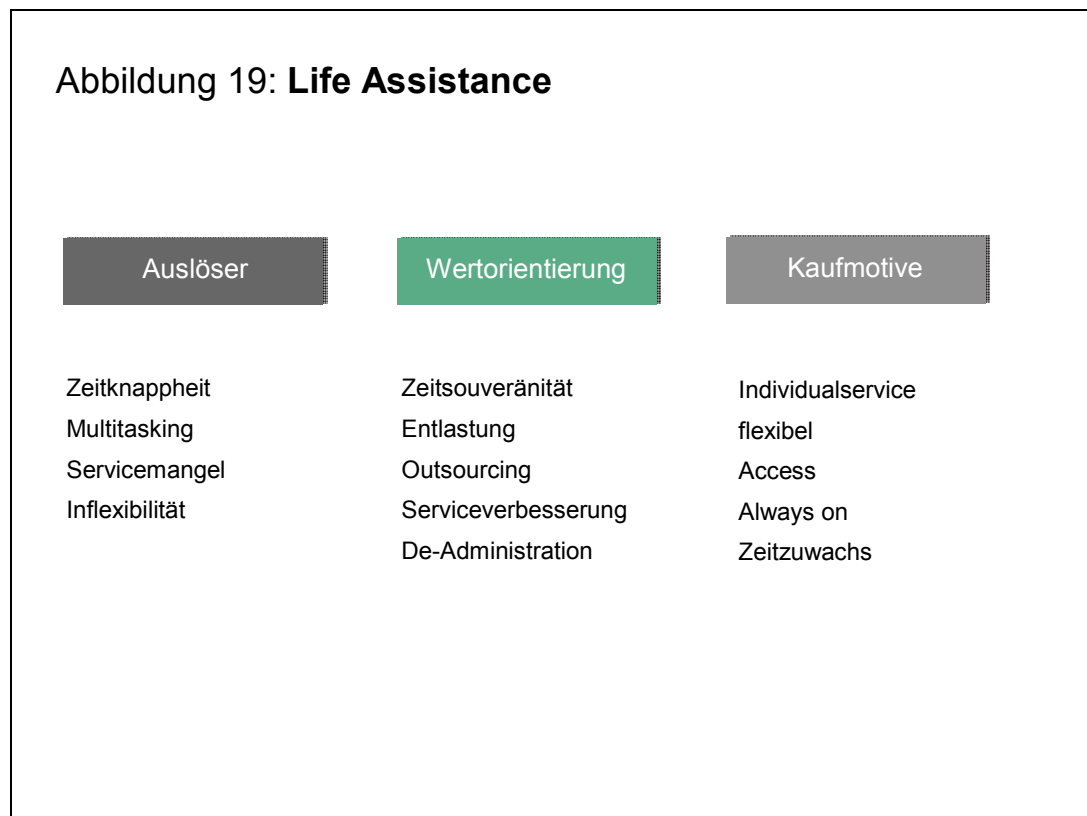 Abbildung 19: Life Assistance
Auslöser
Zeitknappheit
Multitasking
Servicemangel
Inflexibilität
Wertorientierung
Zeitsouveränität
Entlastung
Outsourcing
Serviceverbesserung
De-Administration
Kaufmotive
Individualservice
flexibel
Access
Always on
Zeitzuwachs